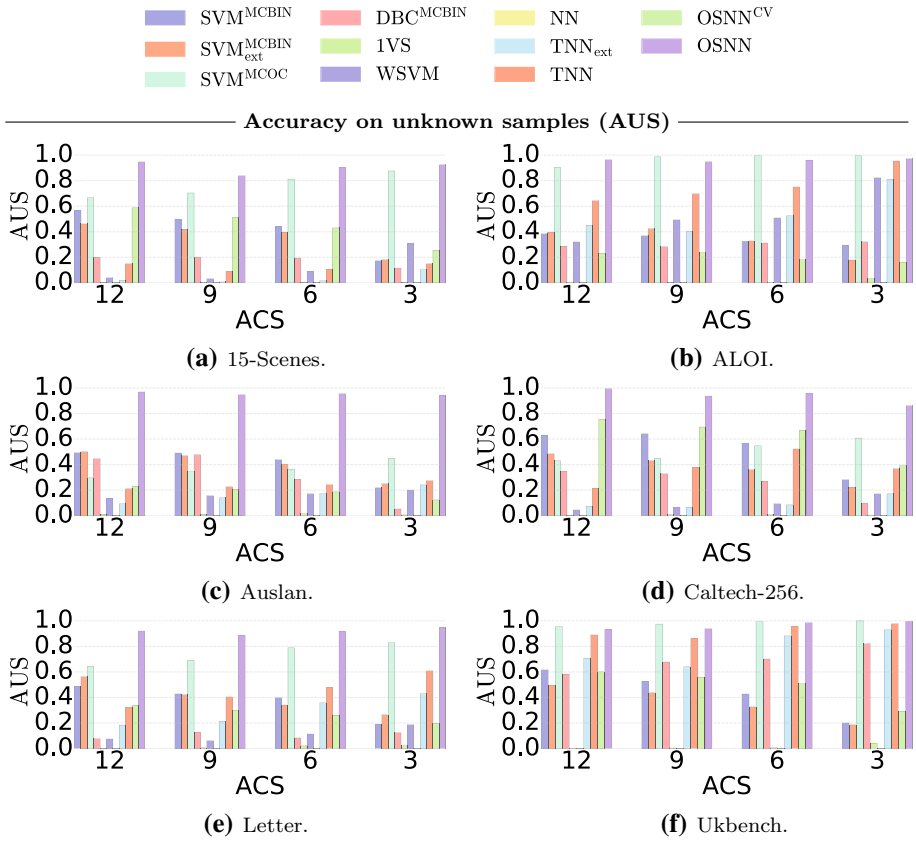 SVM^MCBIN DBC^MCBIN NN OSNN^CV
SVM_ext^MCBIN 1VS TNN_ext OSNN
SVM^MCOC WSVM TNN
Accuracy on unknown samples (AUS)
1.0 1.0
0.8 0.8
0.6 0.6
AUS AUS
0.4 0.4
0.2 0.2
0.0 0.0
12 9 6 3 12 9 6 3
ACS ACS
(a) 15-Scenes. (b) ALOI.
1.0 1.0
0.8 0.8
0.6 0.6
AUS AUS
0.4 0.4
0.2 0.2
0.0 0.0
12 9 6 3 12 9 6 3
ACS ACS
(c) Auslan. (d) Caltech-256.
1.0 1.0
0.8 0.8
0.6 0.6
AUS AUS
0.4 0.4
0.2 0.2
0.0 0.0
12 9 6 3 12 9 6 3
ACS ACS
(e) Letter. (f) Ukbench.